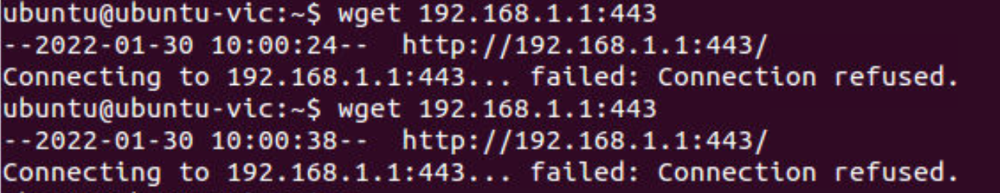 ubuntu@ubuntu-vic:~$ wget 192.168.1.1:443
--2022-01-30 10:00:24--  http://192.168.1.1:443/
Connecting to 192.168.1.1:443... failed: Connection refused.
ubuntu@ubuntu-vic:~$ wget 192.168.1.1:443
--2022-01-30 10:00:38--  http://192.168.1.1:443/
Connecting to 192.168.1.1:443... failed: Connection refused.